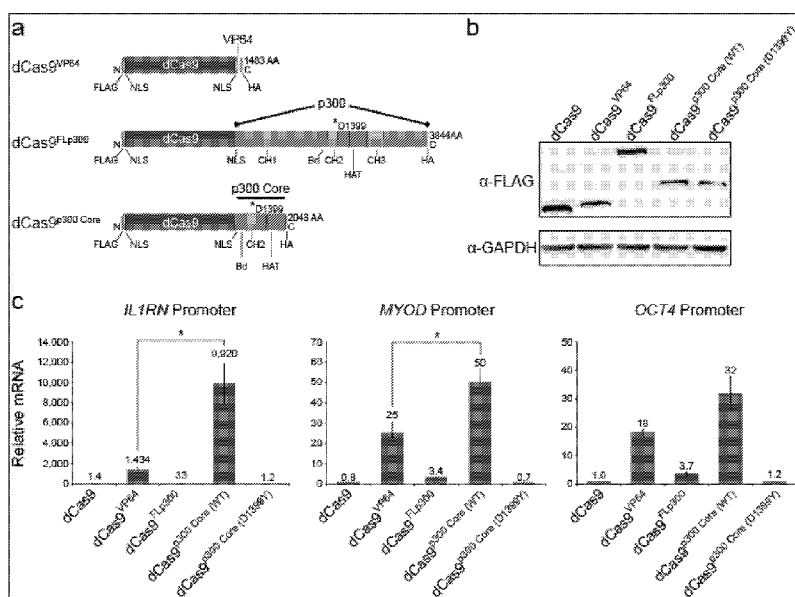 a
VP64
dCas9VP64
N
dCas9
1483 AA
C
FLAG
NLS
NLS
HA
p300
dCas9FLp300
N
dCas9
*D1399
3844AA
C
FLAG
NLS
NLS
CH1
Bd
CH2
HAT
CH3
HA
p300 Core
dCas9p300 Core
N
dCas9
*D1399
2048 AA
C
FLAG
NLS
NLS
Bd
CH2
HAT
HA
b
dCas9
dCas9VP64
dCas9FLp300
dCas9p300 Core (WT)
dCas9p300 Core (D1399Y)
α-FLAG
α-GAPDH
c
IL1RN Promoter
Relative mRNA
14,000
12,000
10,000
8,000
6,000
4,000
2,000
0
*
1.4
1,434
33
9,920
1.2
dCas9
dCas9VP64
dCas9FLp300
dCas9p300 Core (WT)
dCas9p300 Core (D1399Y)
MYOD Promoter
70
60
50
40
30
20
10
0
*
0.8
25
3.4
50
0.7
dCas9
dCas9VP64
dCas9FLp300
dCas9p300 Core (WT)
dCas9p300 Core (D1399Y)
OCT4 Promoter
50
40
30
20
10
0
1.0
18
3.7
32
1.2
dCas9
dCas9VP64
dCas9FLp300
dCas9p300 Core (WT)
dCas9p300 Core (D1399Y)